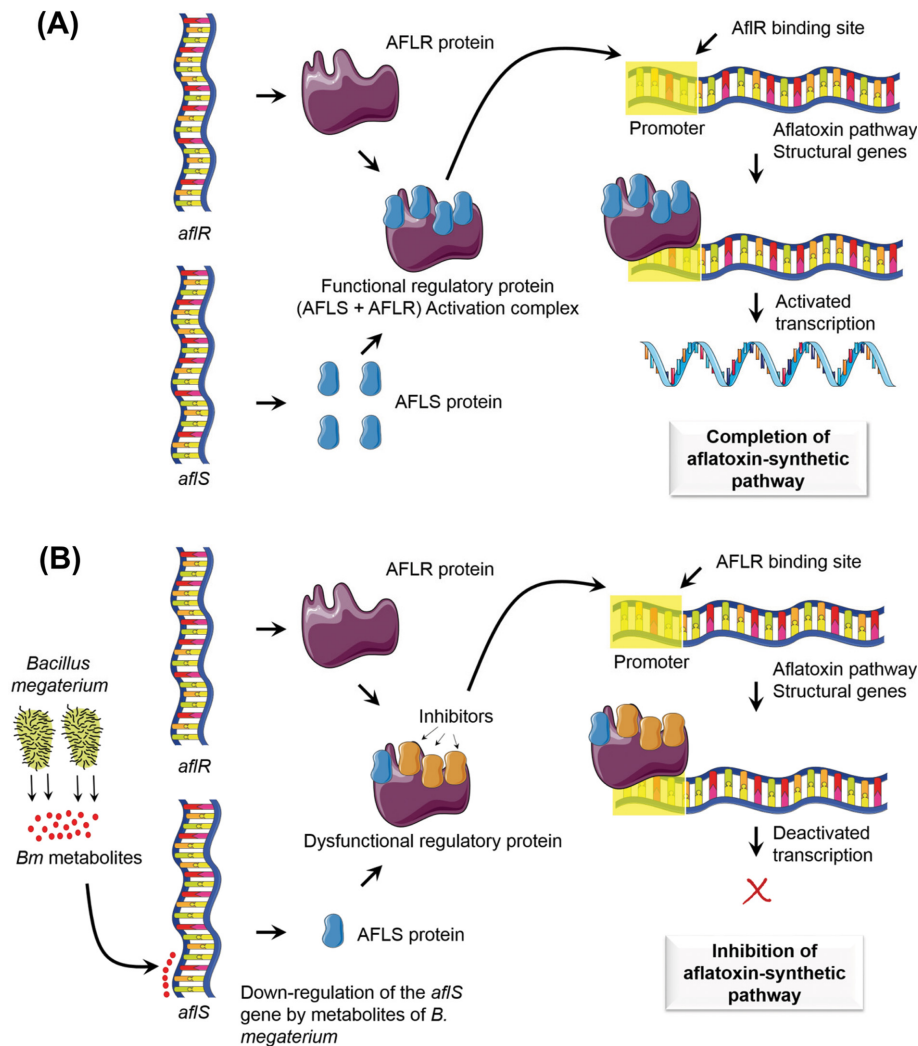 (A)
AFLR protein
AflR binding site
Promoter
Aflatoxin pathway
Structural genes
aflR
Functional regulatory protein
(AFLS + AFLR) Activation complex
Activated
transcription
AFLS protein
aflS
Completion of
aflatoxin-synthetic
pathway
(B)
AFLR protein
AFLR binding site
Promoter
Aflatoxin pathway
Structural genes
Bacillus
megaterium
aflR
Inhibitors
Dysfunctional regulatory protein
Deactivated
transcription
X
Bm metabolites
AFLS protein
aflS
Down-regulation of the aflS
gene by metabolites of B.
megaterium
Inhibition of
aflatoxin-synthetic
pathway